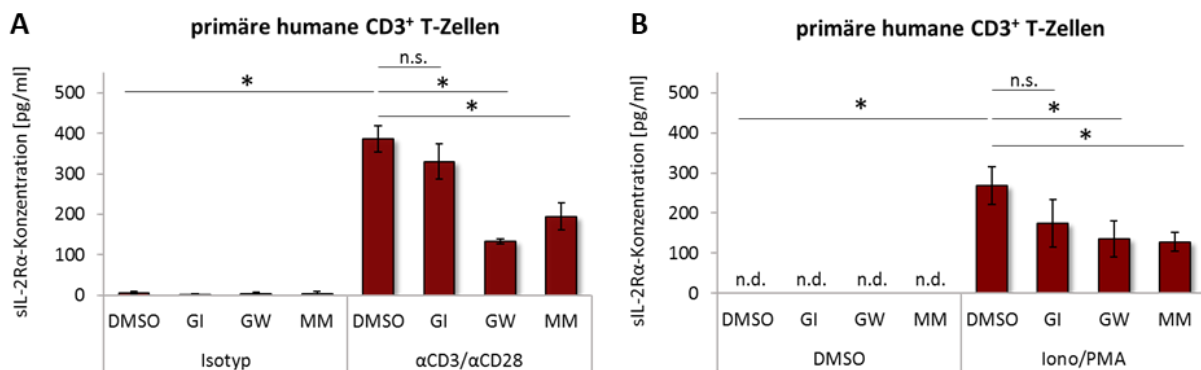 A
primäre humane CD3⁺ T-Zellen
n.s.
*
*
*
sIL-2Rα-Konzentration [pg/ml]
500
400
300
200
100
0
DMSO GI GW MM DMSO GI GW MM
Isotyp αCD3/αCD28
B
primäre humane CD3⁺ T-Zellen
n.s.
*
*
*
sIL-2Rα-Konzentration [pg/ml]
500
400
300
200
100
0
n.d. n.d. n.d. n.d.
DMSO GI GW MM DMSO GI GW MM
DMSO Iono/PMA